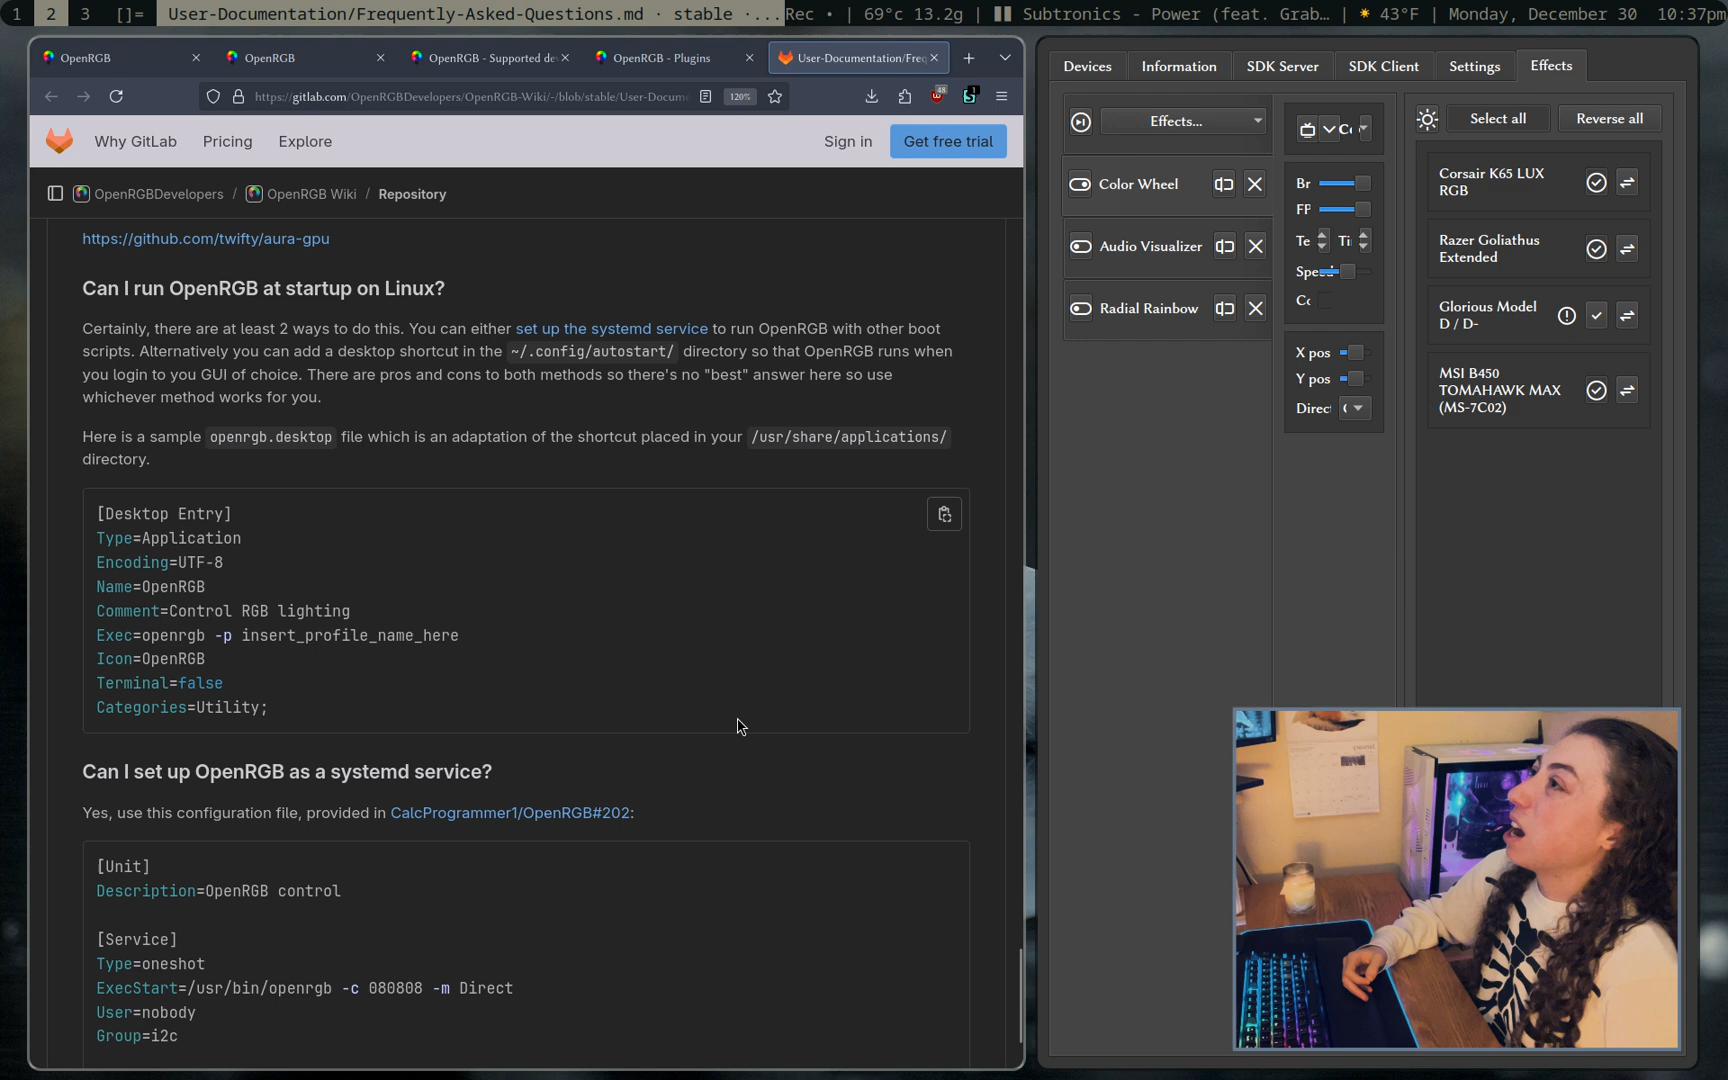 1 2 3 []= User-Documentation/Frequently-Asked-Questions.md · stable ·... Rec • | 69°c 13.2g | Subtronics - Power (feat. Grab… | 43°F | Monday, December 30 10:37pm
OpenRGB
OpenRGB
OpenRGB - Supported de
OpenRGB - Plugins
User-Documentation/Freq
https://gitlab.com/OpenRGBDevelopers/OpenRGB-Wiki/-/blob/stable/User-Docum
120%
48
1
Why GitLab
Pricing
Explore
Sign in
Get free trial
OpenRGBDevelopers / OpenRGB Wiki / Repository
https://github.com/twifty/aura-gpu
Can I run OpenRGB at startup on Linux?
Certainly, there are at least 2 ways to do this. You can either set up the systemd service to run OpenRGB with other boot
scripts. Alternatively you can add a desktop shortcut in the ~/.config/autostart/ directory so that OpenRGB runs when
you login to you GUI of choice. There are pros and cons to both methods so there's no "best" answer here so use
whichever method works for you.
Here is a sample openrgb.desktop file which is an adaptation of the shortcut placed in your /usr/share/applications/
directory.
[Desktop Entry]
Type=Application
Encoding=UTF-8
Name=OpenRGB
Comment=Control RGB lighting
Exec=openrgb -p insert_profile_name_here
Icon=OpenRGB
Terminal=false
Categories=Utility;
Can I set up OpenRGB as a systemd service?
Yes, use this configuration file, provided in CalcProgrammer1/OpenRGB#202:
[Unit]
Description=OpenRGB control
[Service]
Type=oneshot
ExecStart=/usr/bin/openrgb -c 080808 -m Direct
User=nobody
Group=i2c
Devices
Information
SDK Server
SDK Client
Settings
Effects
Effects...
Color Wheel
Audio Visualizer
Radial Rainbow
Br
FP
Te
Ti
Speed
Co
X pos
Y pos
Direc
Select all
Reverse all
Corsair K65 LUX
RGB
Razer Goliathus
Extended
Glorious Model
D / D-
MSI B450
TOMAHAWK MAX
(MS-7C02)